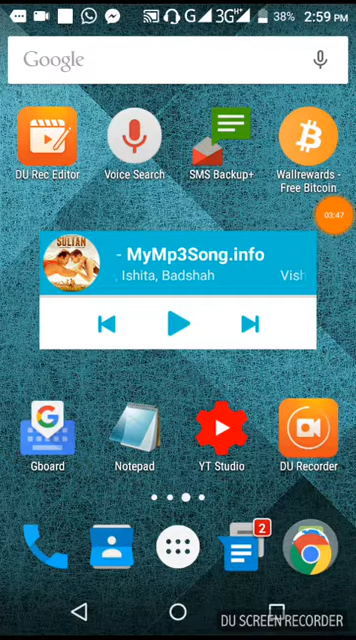 G 3G H+ 38% 2:59 PM
Google
DU Rec Editor
Voice Search
SMS Backup+
Wallrewards -
Free Bitcoin
03:47
SULTAN
- MyMp3Song.info
, Ishita, Badshah Vish
Gboard
Notepad
YT Studio
DU Recorder
2
DU SCREEN RECORDER